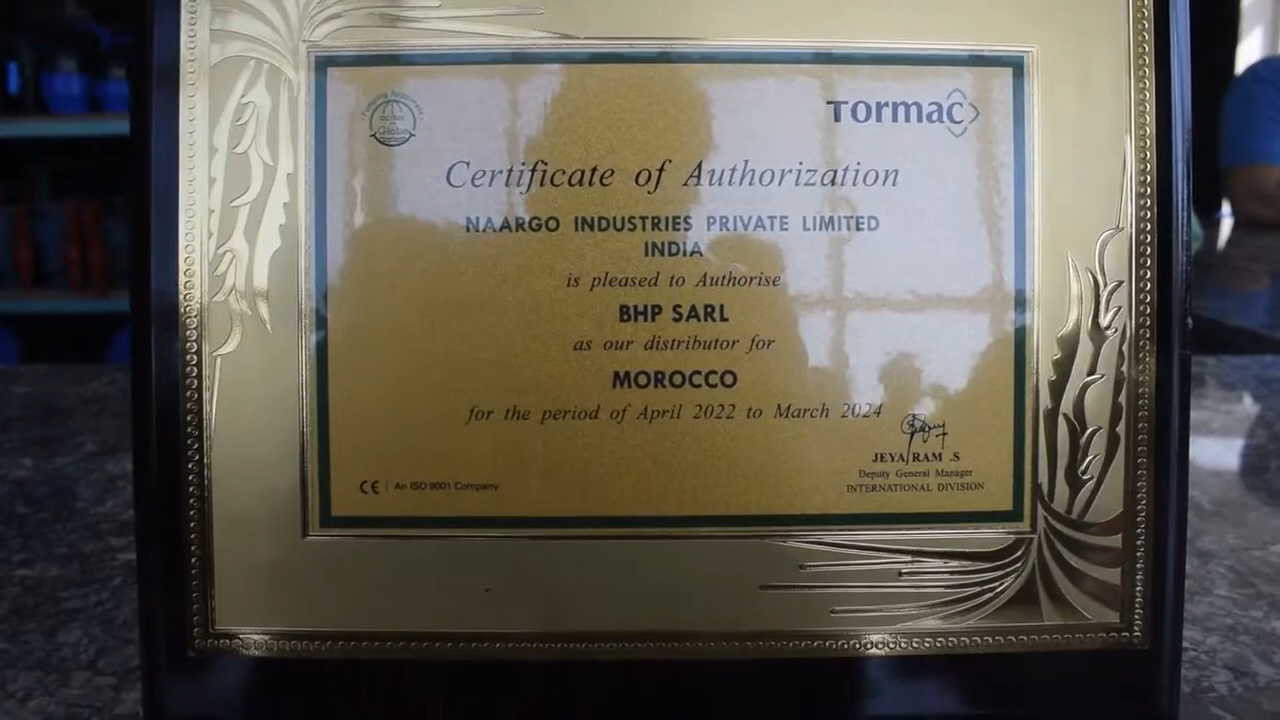 across
Globe
TORMAC
Certificate of Authorization
NAARGO INDUSTRIES PRIVATE LIMITED
INDIA
is pleased to Authorise
BHP SARL
as our distributor for
MOROCCO
for the period of April 2022 to March 2024
JEYA RAM .S
Deputy General Manager
INTERNATIONAL DIVISION
CE An ISO 9001 Company